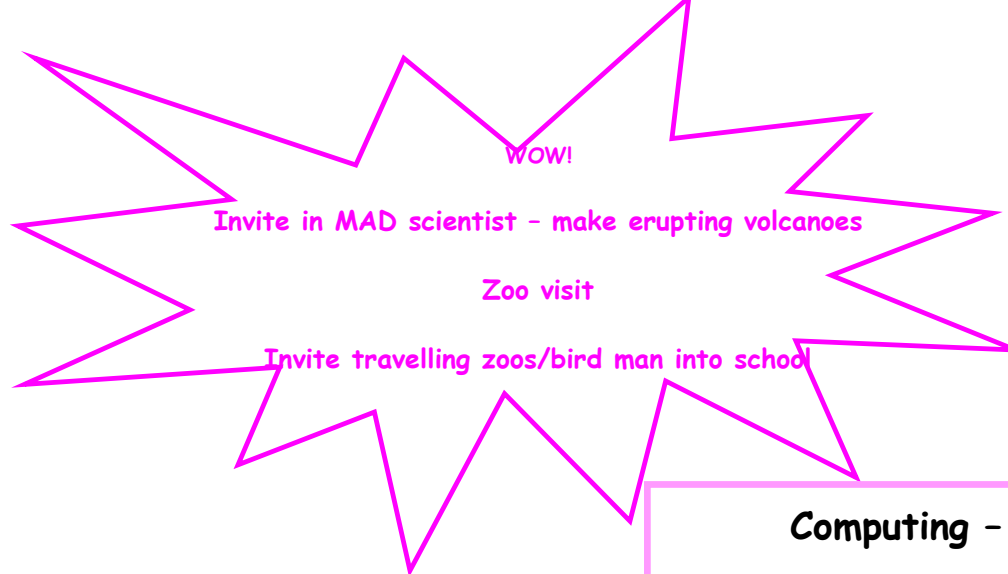 WOW!
Invite in MAD scientist – make erupting volcanoes
Zoo visit
Invite travelling zoos/bird man into school
Computing –